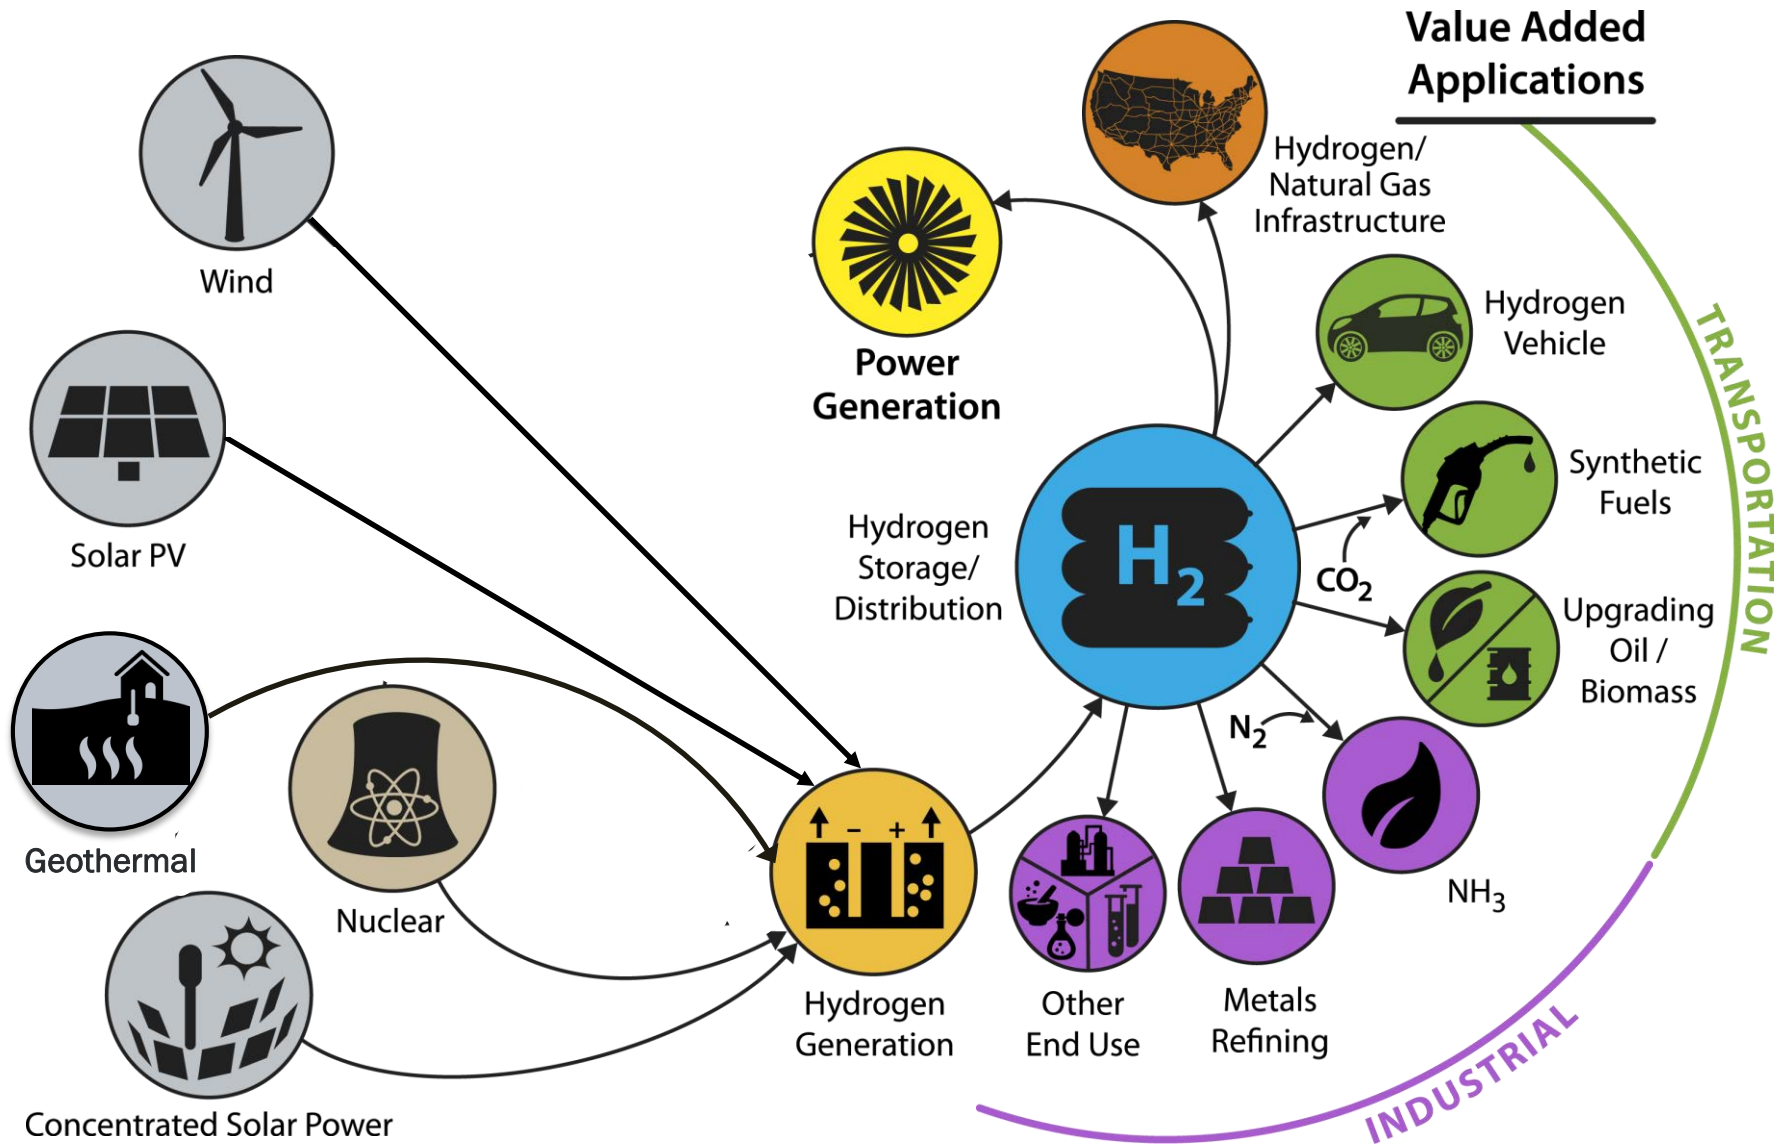 Value Added
Applications
Wind
Solar PV
Geothermal
Nuclear
Concentrated Solar Power
- +
Hydrogen
Generation
Power
Generation
Hydrogen
Storage/
Distribution
H2
Hydrogen/
Natural Gas
Infrastructure
Hydrogen
Vehicle
Synthetic
Fuels
CO2
Upgrading
Oil /
Biomass
N2
NH3
Metals
Refining
Other
End Use
TRANSPORTATION
INDUSTRIAL